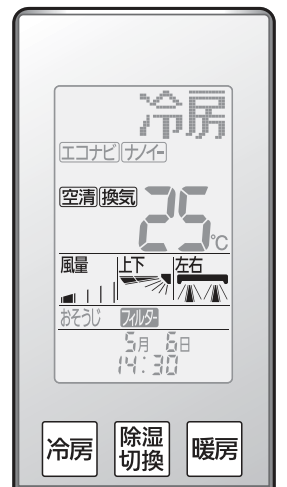 冷房
エコナビ ナノイー
空清 換気 25℃
風量 上下 左右
おそうじ フィルター
5月 6日
14:30
冷房 除湿切換 暖房